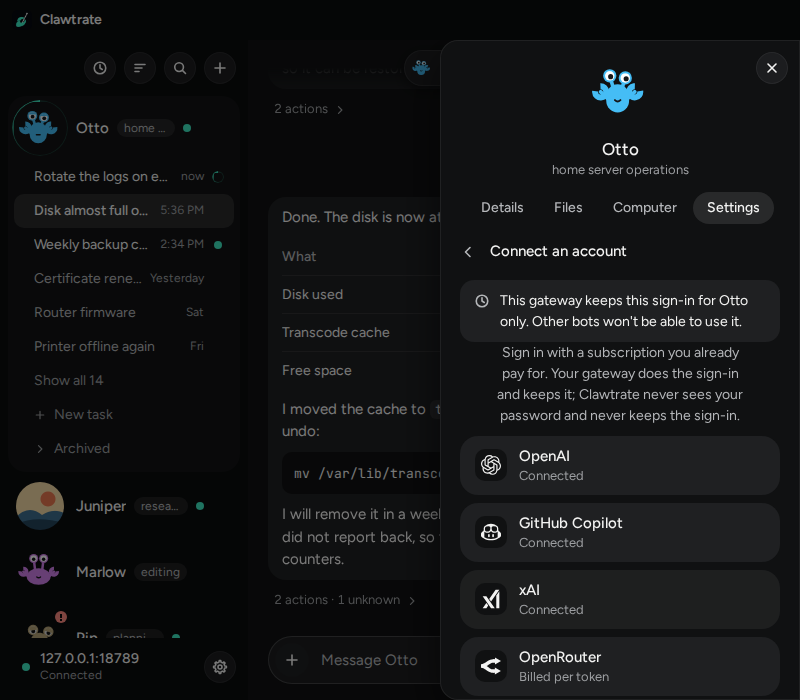 Clawtrate
Otto
home ...
Rotate the logs on e...
now
Disk almost full o...
5:36 PM
Weekly backup c...
2:34 PM
Certificate rene...
Yesterday
Router firmware
Sat
Printer offline again
Fri
Show all 14
New task
Archived
Juniper
resea...
Marlow
editing
Pip
127.0.0.1:18789
Connected
2 actions
Done. The disk is now at
What
Disk used
Transcode cache
Free space
I moved the cache to
undo:
mv /var/lib/transc
I will remove it in a
did not report back, so
counters.
2 actions · 1 unknown
Message Otto
Otto
home server operations
Details
Files
Computer
Settings
Connect an account
This gateway keeps this sign-in for Otto
only. Other bots won't be able to use it.
Sign in with a subscription you already
pay for. Your gateway does the sign-in
and keeps it; Clawtrate never sees your
password and never keeps the sign-in.
OpenAI
Connected
GitHub Copilot
Connected
xAI
Connected
OpenRouter
Billed per token